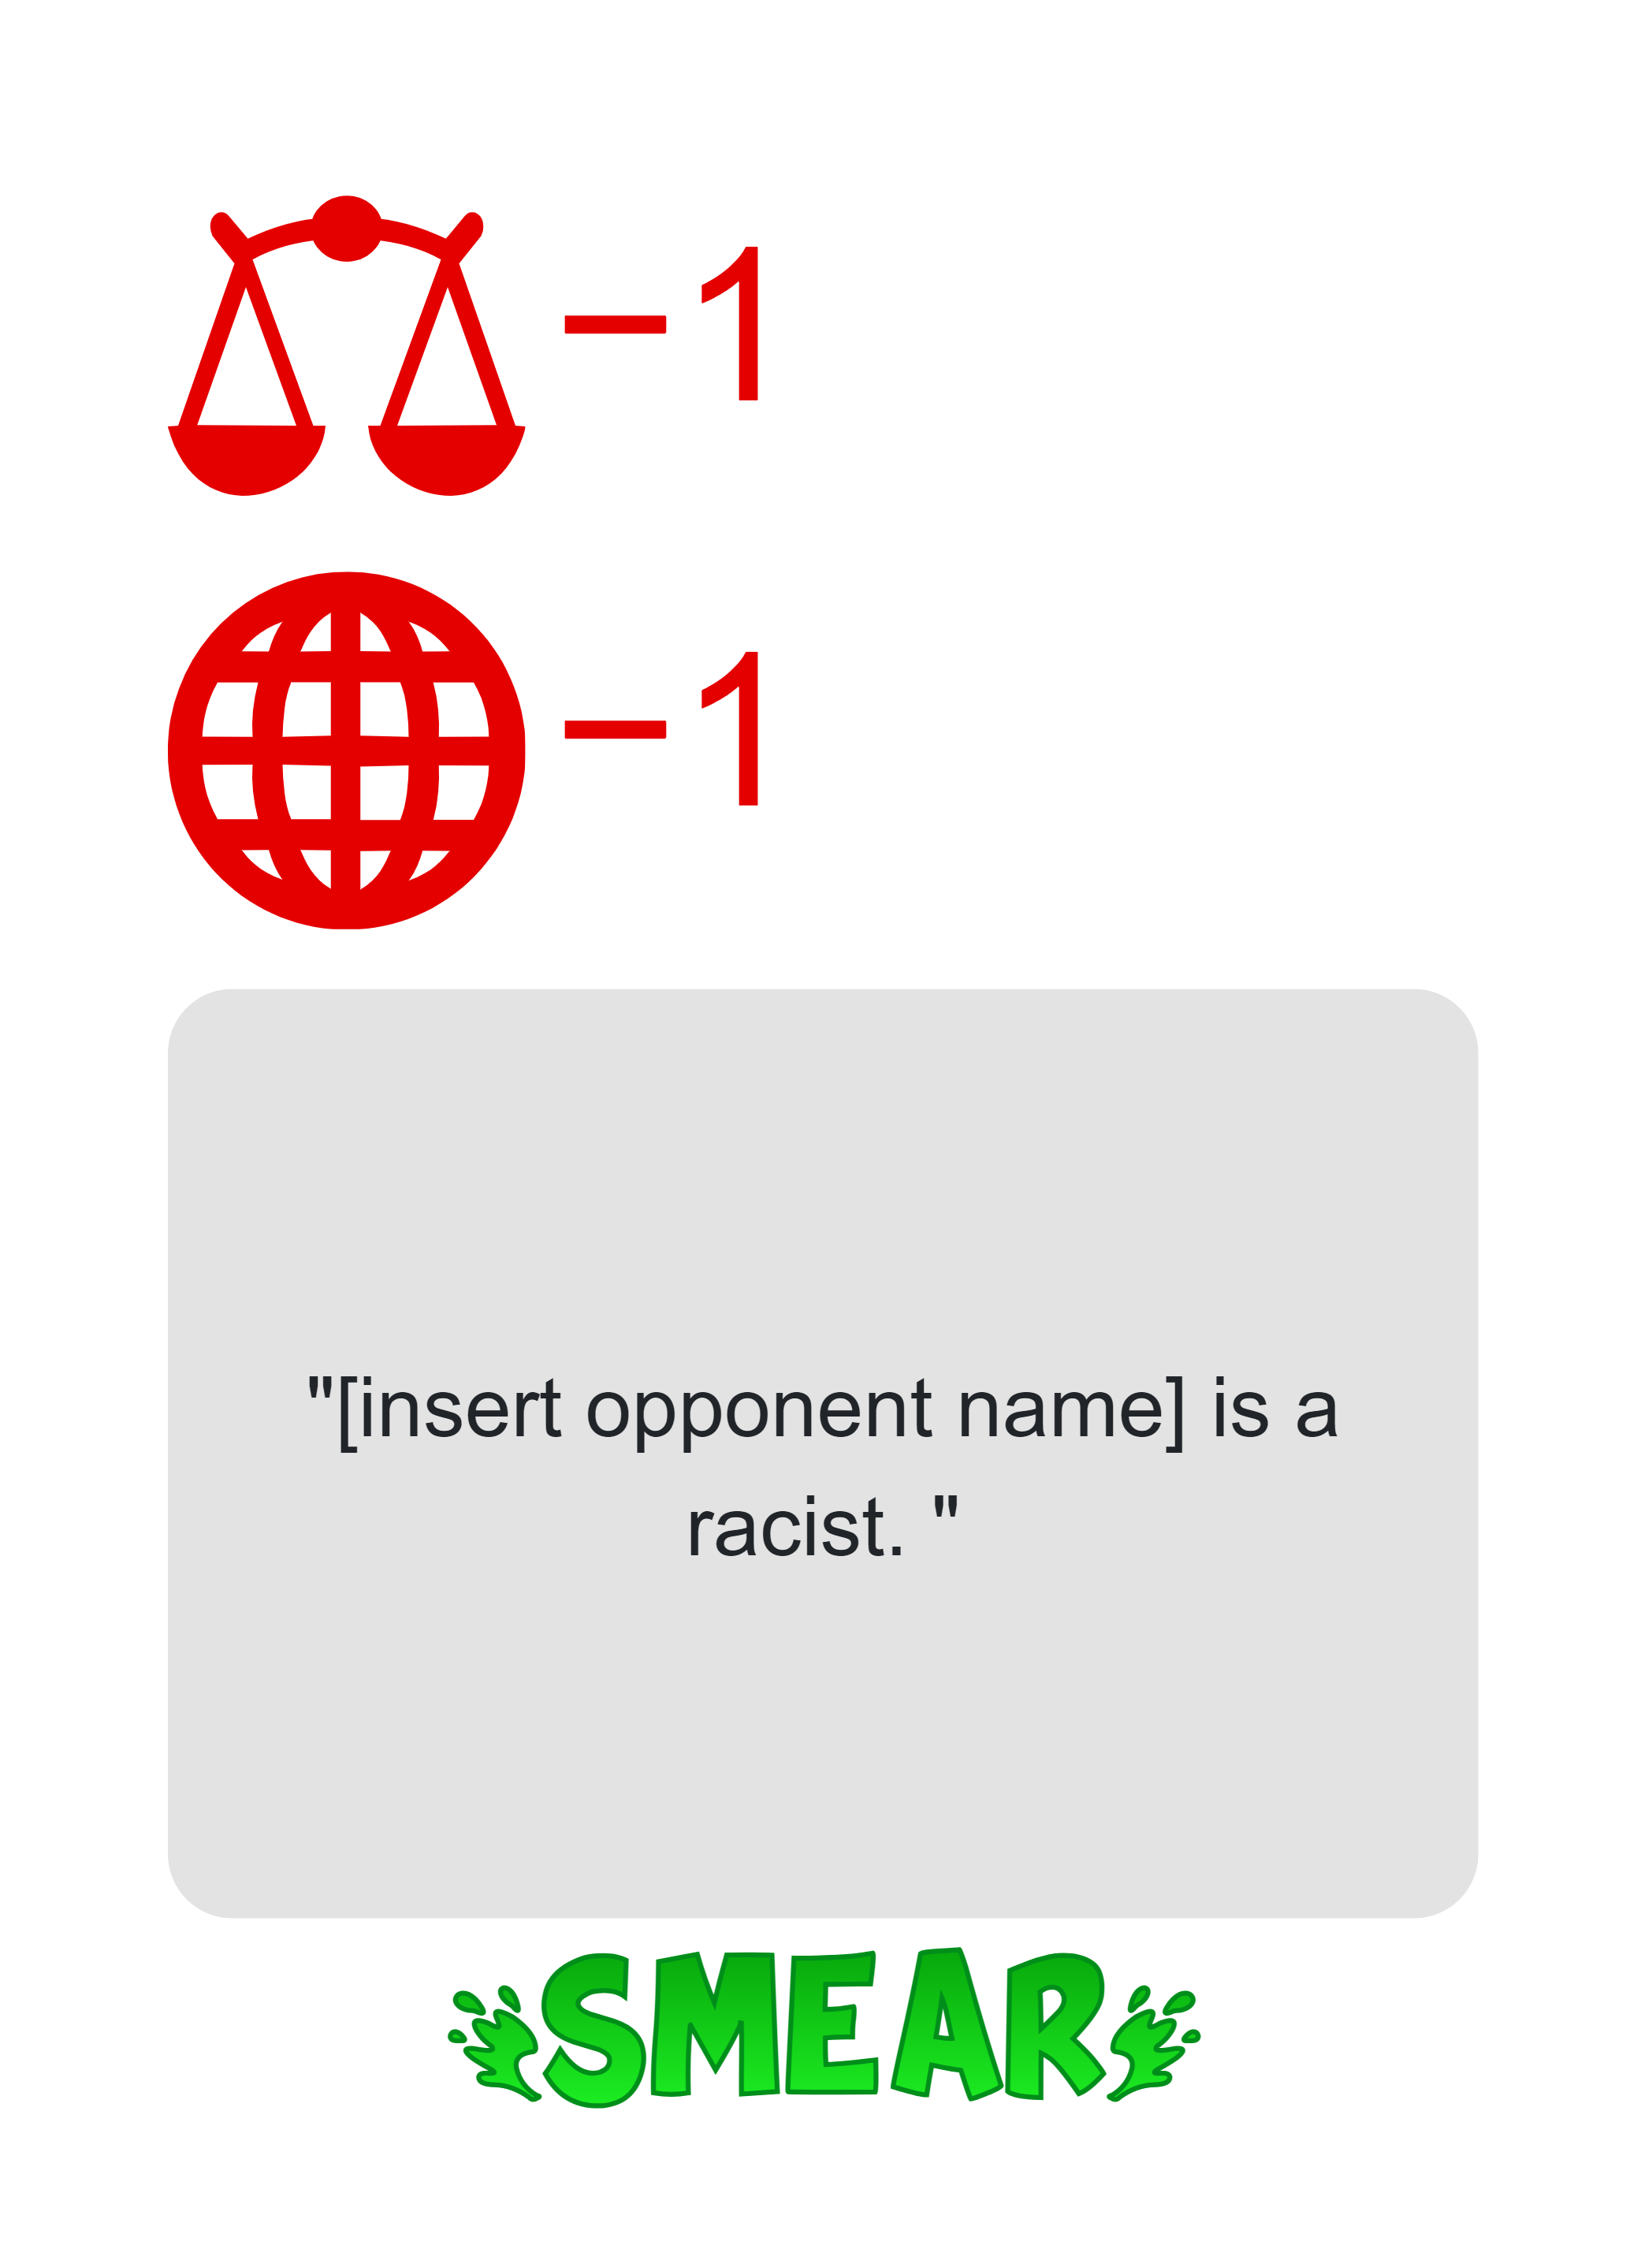 -1
-1
"[insert opponent name] is a
racist. "
SMEAR